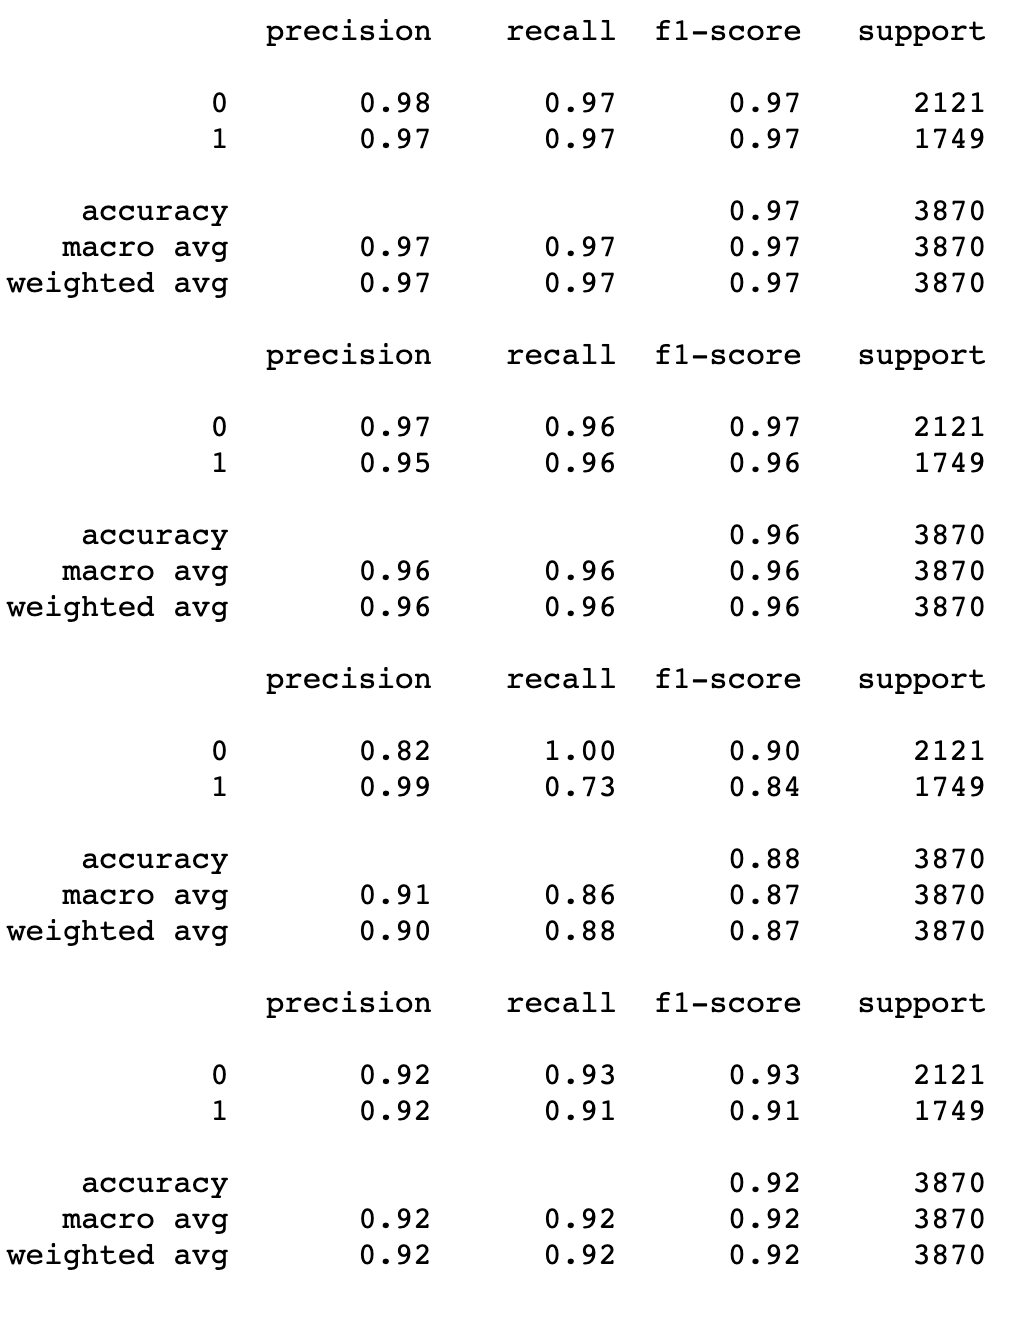 precision recall f1-score support
0 0.98 0.97 0.97 2121
1 0.97 0.97 0.97 1749
accuracy 0.97 3870
macro avg 0.97 0.97 0.97 3870
weighted avg 0.97 0.97 0.97 3870
precision recall f1-score support
0 0.97 0.96 0.97 2121
1 0.95 0.96 0.96 1749
accuracy 0.96 3870
macro avg 0.96 0.96 0.96 3870
weighted avg 0.96 0.96 0.96 3870
precision recall f1-score support
0 0.82 1.00 0.90 2121
1 0.99 0.73 0.84 1749
accuracy 0.88 3870
macro avg 0.91 0.86 0.87 3870
weighted avg 0.90 0.88 0.87 3870
precision recall f1-score support
0 0.92 0.93 0.93 2121
1 0.92 0.91 0.91 1749
accuracy 0.92 3870
macro avg 0.92 0.92 0.92 3870
weighted avg 0.92 0.92 0.92 3870